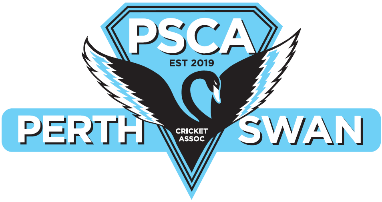 PSCA
EST 2019
CRICKET
ASSOC
PERTH SWAN